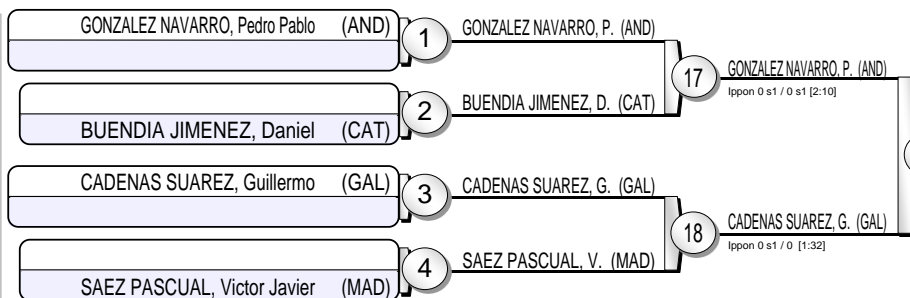 GONZALEZ NAVARRO, Pedro Pablo (AND)
1
GONZALEZ NAVARRO, P. (AND)
17
GONZALEZ NAVARRO, P. (AND)
Ippon 0 s1 / 0 s1 [2:10]
2
BUENDIA JIMENEZ, D. (CAT)
BUENDIA JIMENEZ, Daniel (CAT)
CADENAS SUAREZ, Guillermo (GAL)
3
CADENAS SUAREZ, G. (GAL)
18
CADENAS SUAREZ, G. (GAL)
Ippon 0 s1 / 0 [1:32]
4
SAEZ PASCUAL, V. (MAD)
SAEZ PASCUAL, Victor Javier (MAD)